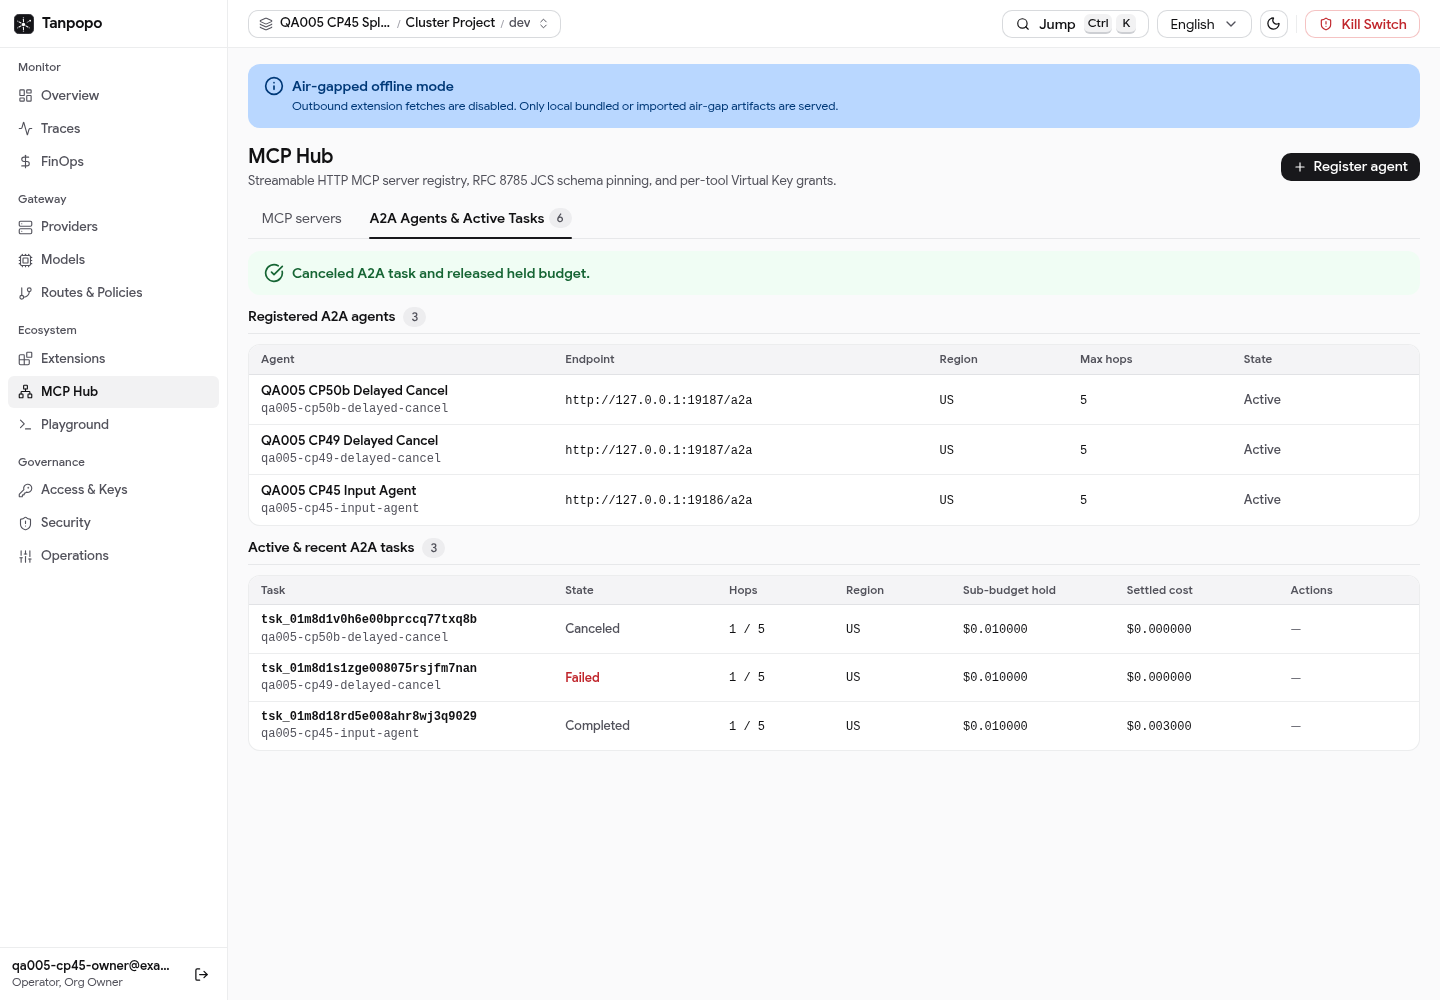 Tanpopo
QA005 CP45 Spl... / Cluster Project / dev
Jump Ctrl K
English
Kill Switch
Monitor
Overview
Traces
FinOps
Gateway
Providers
Models
Routes & Policies
Ecosystem
Extensions
MCP Hub
Playground
Governance
Access & Keys
Security
Operations
qa005-cp45-owner@exa...
Operator, Org Owner
Air-gapped offline mode
Outbound extension fetches are disabled. Only local bundled or imported air-gap artifacts are served.
MCP Hub
Streamable HTTP MCP server registry, RFC 8785 JCS schema pinning, and per-tool Virtual Key grants.
+ Register agent
MCP servers A2A Agents & Active Tasks 6
Canceled A2A task and released held budget.
Registered A2A agents 3
Agent Endpoint Region Max hops State
QA005 CP50b Delayed Cancel
qa005-cp50b-delayed-cancel http://127.0.0.1:19187/a2a US 5 Active
QA005 CP49 Delayed Cancel
qa005-cp49-delayed-cancel http://127.0.0.1:19187/a2a US 5 Active
QA005 CP45 Input Agent
qa005-cp45-input-agent http://127.0.0.1:19186/a2a US 5 Active
Active & recent A2A tasks 3
Task State Hops Region Sub-budget hold Settled cost Actions
tsk_01m8d1v0h6e00bprccq77txq8b
qa005-cp50b-delayed-cancel Canceled 1 / 5 US $0.010000 $0.000000 —
tsk_01m8d1s1zge008075rsjfm7nan
qa005-cp49-delayed-cancel Failed 1 / 5 US $0.010000 $0.000000 —
tsk_01m8d18rd5e008ahr8wj3q9029
qa005-cp45-input-agent Completed 1 / 5 US $0.010000 $0.003000 —